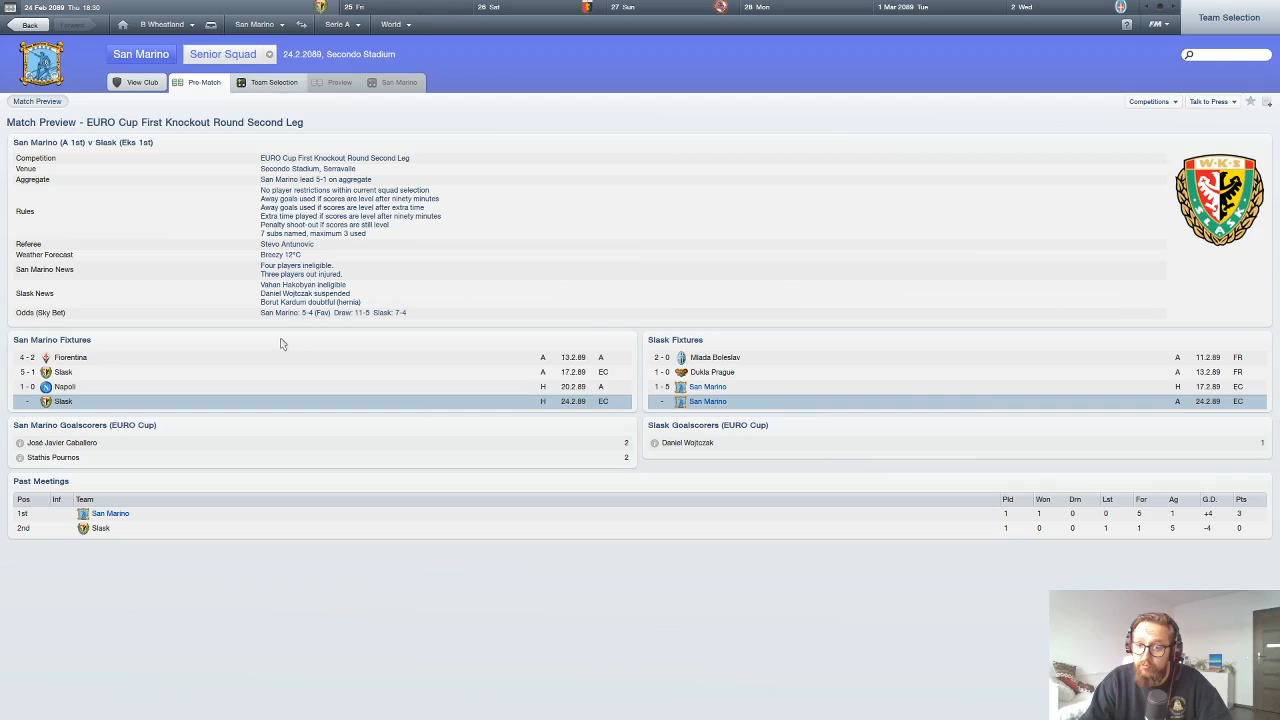 24 Feb 2089 Thu 18:30 25 Fri 26 Sat 27 Sun 28 Mon 1 Mar 2089 Tue 2 Wed
Back Forward B Wheatland San Marino Serie A World ? FM Team Selection
San Marino Senior Squad 24.2.2089, Secondo Stadium
View Club Pre-Match Team Selection Preview San Marino
Match Preview Competitions Talk to Press
Match Preview - EURO Cup First Knockout Round Second Leg
San Marino (A 1st) v Slask (Eks 1st)
Competition EURO Cup First Knockout Round Second Leg
Venue Secondo Stadium, Serravalle
Aggregate San Marino lead 5-1 on aggregate
Rules No player restrictions within current squad selection
Away goals used if scores are level after ninety minutes
Away goals used if scores are level after extra time
Extra time played if scores are level after ninety minutes
Penalty shoot-out if scores are still level
7 subs named, maximum 3 used
Referee Stevo Antunovic
Weather Forecast Breezy 12°C
San Marino News Four players ineligible.
Three players out injured.
Slask News Vahan Hakobyan ineligible
Daniel Wojtczak suspended
Borut Kardum doubtful (hernia)
Odds (Sky Bet) San Marino: 5-4 (Fav) Draw: 11-5 Slask: 7-4
W·K·S
ŚLĄSK
San Marino Fixtures
4 - 2 Fiorentina A 13.2.89 A
5 - 1 Slask A 17.2.89 EC
1 - 0 Napoli H 20.2.89 A
- Slask H 24.2.89 EC
Slask Fixtures
2 - 0 Mlada Boleslav A 11.2.89 FR
1 - 0 Dukla Prague A 13.2.89 FR
1 - 5 San Marino H 17.2.89 EC
- San Marino A 24.2.89 EC
San Marino Goalscorers (EURO Cup)
José Javier Caballero 2
Stathis Pournos 2
Slask Goalscorers (EURO Cup)
Daniel Wojtczak 1
Past Meetings
Pos Inf Team Pld Won Drn Lst For Ag G.D. Pts
1st San Marino 1 1 0 0 5 1 +4 3
2nd Slask 1 0 0 1 1 5 -4 0